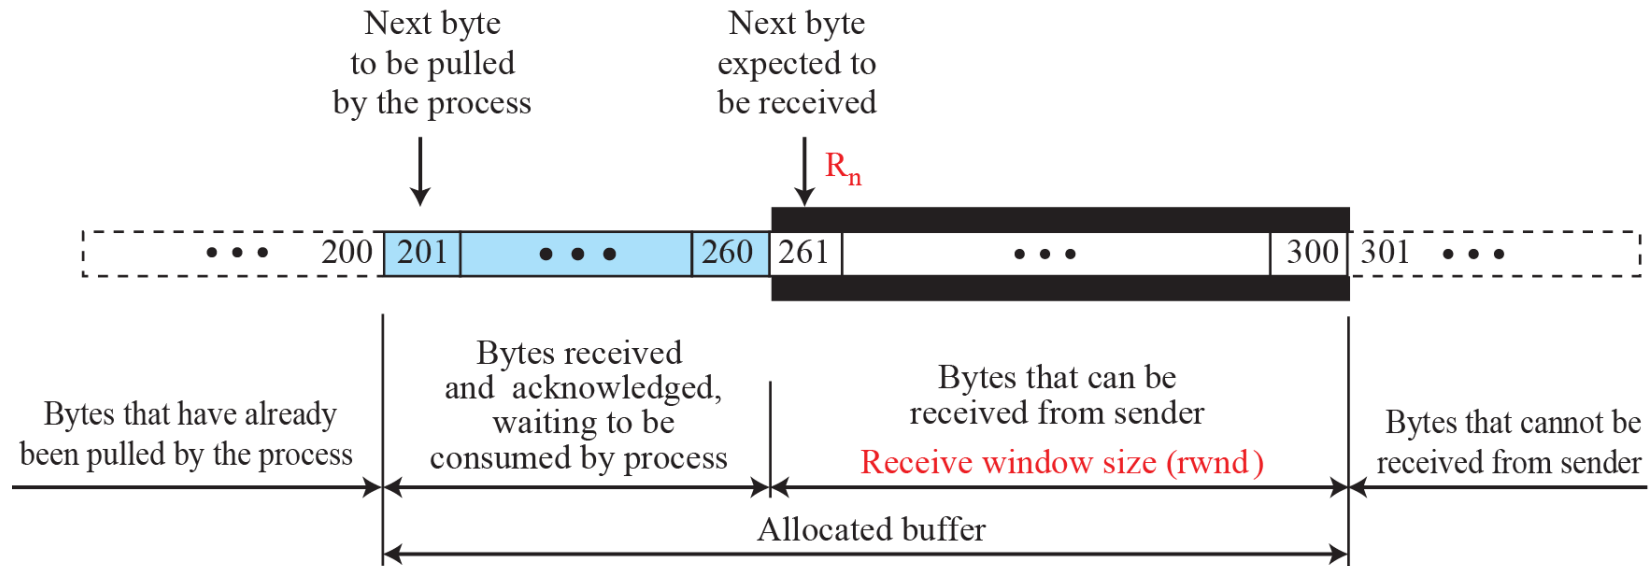 Next byte
to be pulled
by the process
Next byte
expected to
be received
Rn
••• 200 201 ••• 260 261 ••• 300 301 •••
Bytes that have already
been pulled by the process
Bytes received
and acknowledged,
waiting to be
consumed by process
Bytes that can be
received from sender
Receive window size (rwnd)
Bytes that cannot be
received from sender
Allocated buffer